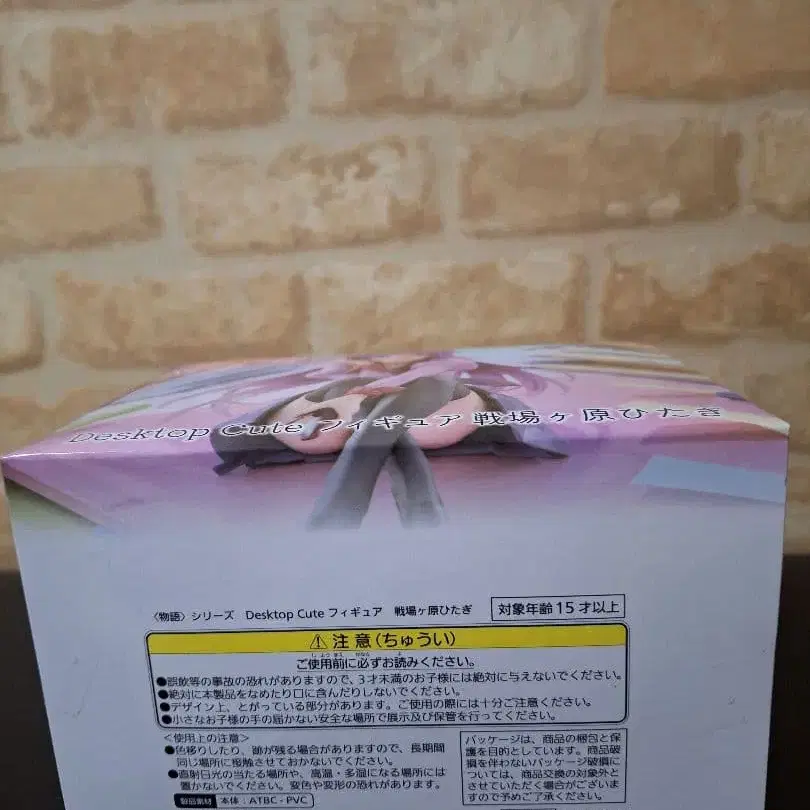 Desktop Cute フィギュア 戦場ヶ原ひたぎ
〈物語〉シリーズ Desktop Cute フィギュア 戦場ヶ原ひたぎ
対象年齢15才以上
⚠注意(ちゅうい)
ご使用前に必ずお読みください。
●誤飲等の事故の恐れがありますので、3才未満のお子様には絶対に与えないでください。
●絶対に本製品をなめたり口に含んだりしないでください。
●デザイン上、とがっている部分があります。ご使用の際には十分ご注意ください。
●小さなお子様の手の届かない安全な場所で展示及び保管を行ってください。
<使用上の注意>
●色移りしたり、跡が残る場合がありますので、長期間
同じ場所に接触させておかないでください。
●直射日光の当たる場所や、高温・多湿になる場所には
置かないでください。変色や変形の恐れがあります。
製品素材 本体:ATBC-PVC
パッケージは、商品の梱包と保
護を目的としています。商品破
損を伴わないパッケージ破損に
ついては、商品交換の対象外と
させていただく場合がございま
すので予めご了承ください。